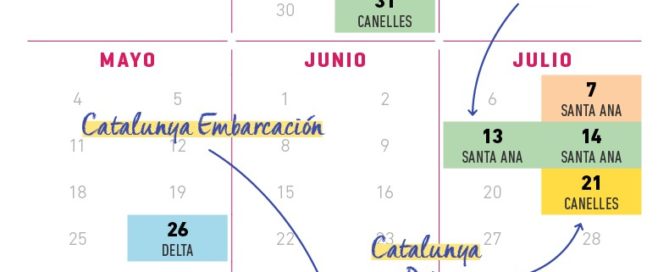 30
31
CANELLES
MAYO JUNIO JULIO
4 5 1 2 6 7
SANTA ANA
Catalunya Embarcación
11 12 8 9 13 14
SANTA ANA SANTA ANA
18 19 15 16 20 21
CANELLES
25 26 22 23 27 28
DELTA
Catalunya